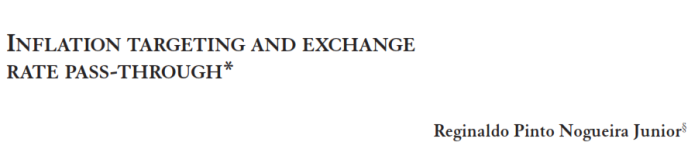 INFLATION TARGETING AND EXCHANGE
RATE PASS-THROUGH*
Reginaldo Pinto Nogueira Junior§